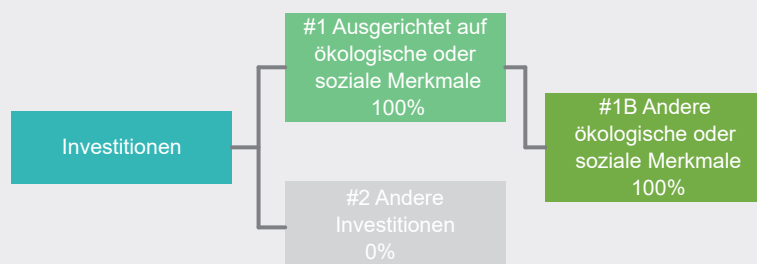 Investitionen
#1 Ausgerichtet auf
ökologische oder
soziale Merkmale
100%
#2 Andere
Investitionen
0%
#1B Andere
ökologische oder
soziale Merkmale
100%